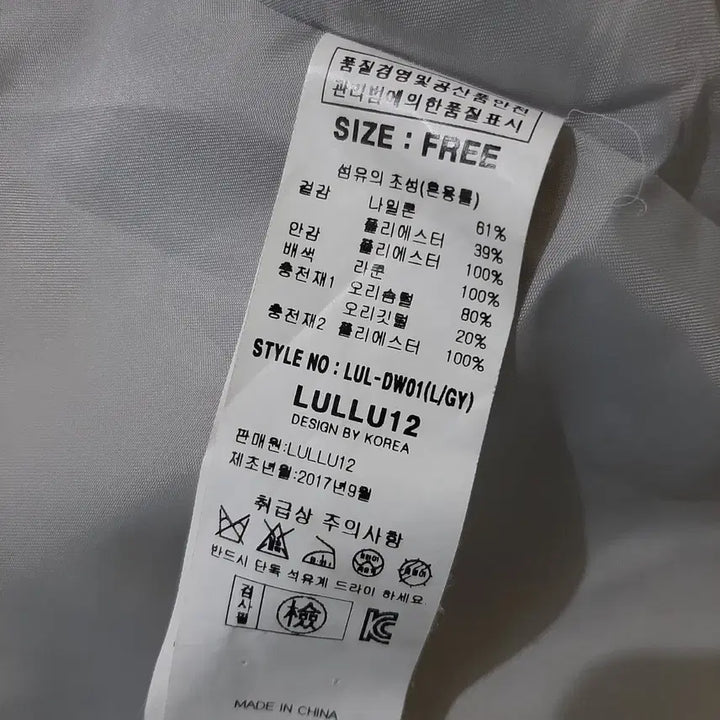 품질경영및공산품안전
관리법에의한품질표시
SIZE : FREE
섬유의 조성(혼용률)
겉감 나일론 61%
폴리에스터 39%
안감 폴리에스터 100%
배색 라쿤 100%
충전재1 오리솜털 80%
오리깃털 20%
충전재2 폴리에스터 100%
STYLE NO : LUL-DW01(L/GY)
LULLU12
DESIGN BY KOREA
판매원:LULLU12
제조년월:2017년9월
취급상 주의사항
반드시 단독 석유계 드라이 하세요.
검사필 檢
KC
MADE IN CHINA